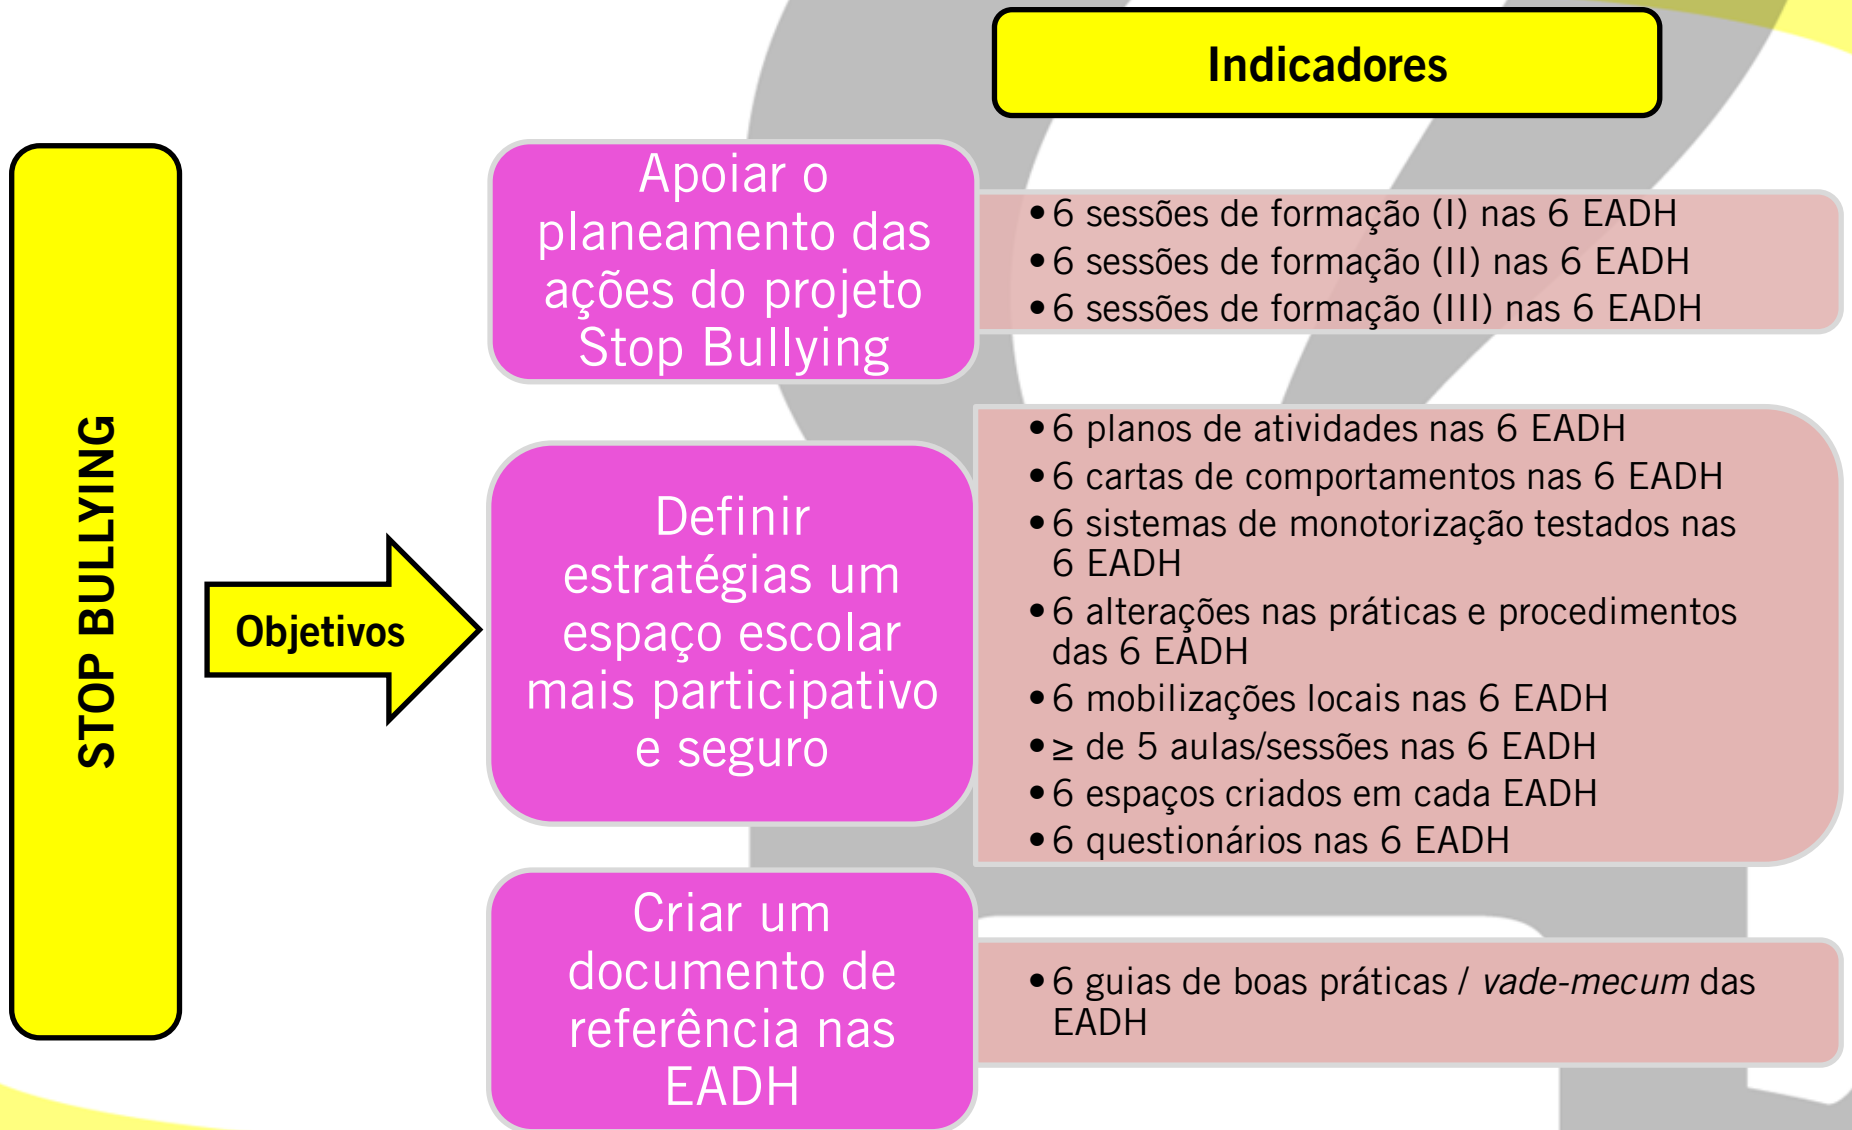 Indicadores
STOP BULLYING
Objetivos
Apoiar o
planeamento das
ações do projeto
Stop Bullying
•6 sessões de formação (I) nas 6 EADH
•6 sessões de formação (II) nas 6 EADH
•6 sessões de formação (III) nas 6 EADH
Definir
estratégias um
espaço escolar
mais participativo
e seguro
•6 planos de atividades nas 6 EADH
•6 cartas de comportamentos nas 6 EADH
•6 sistemas de monotorização testados nas
6 EADH
•6 alterações nas práticas e procedimentos
das 6 EADH
•6 mobilizações locais nas 6 EADH
•≥ de 5 aulas/sessões nas 6 EADH
•6 espaços criados em cada EADH
•6 questionários nas 6 EADH
Criar um
documento de
referência nas
EADH
•6 guias de boas práticas / vade-mecum das
EADH